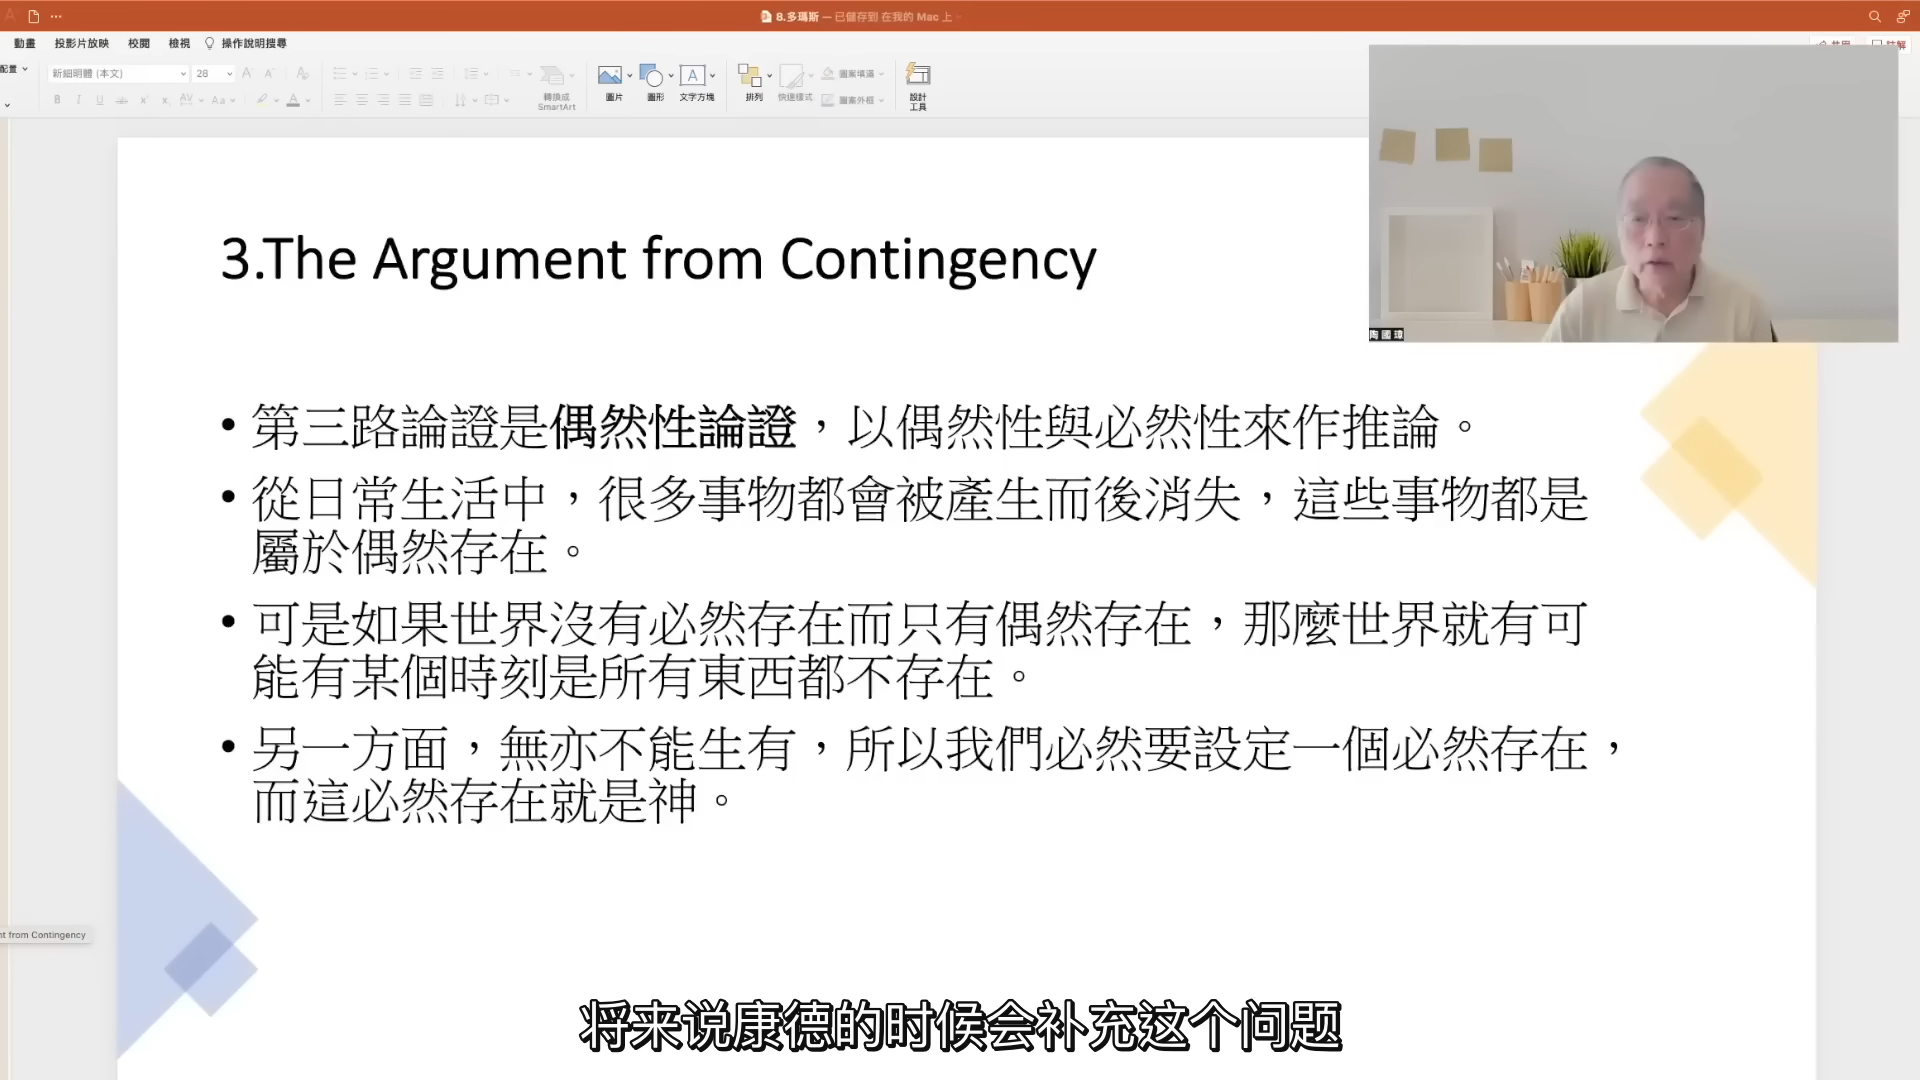 8.多瑪斯 — 已儲存到 在我的 Mac 上
動畫 投影片放映 校閱 檢視 操作說明搜尋
共用 註解
配置
新細明體 (本文) 28
轉換成
SmartArt
圖片 圖形 文字方塊 排列 快速樣式
圖案填滿
圖案外框
設計
工具
陶國璋
3.The Argument from Contingency
• 第三路論證是偶然性論證，以偶然性與必然性來作推論。
• 從日常生活中，很多事物都會被產生而後消失，這些事物都是
屬於偶然存在。
• 可是如果世界沒有必然存在而只有偶然存在，那麼世界就有可
能有某個時刻是所有東西都不存在。
• 另一方面，無亦不能生有，所以我們必然要設定一個必然存在，
而這必然存在就是神。
nt from Contingency
将来说康德的时候会补充这个问题